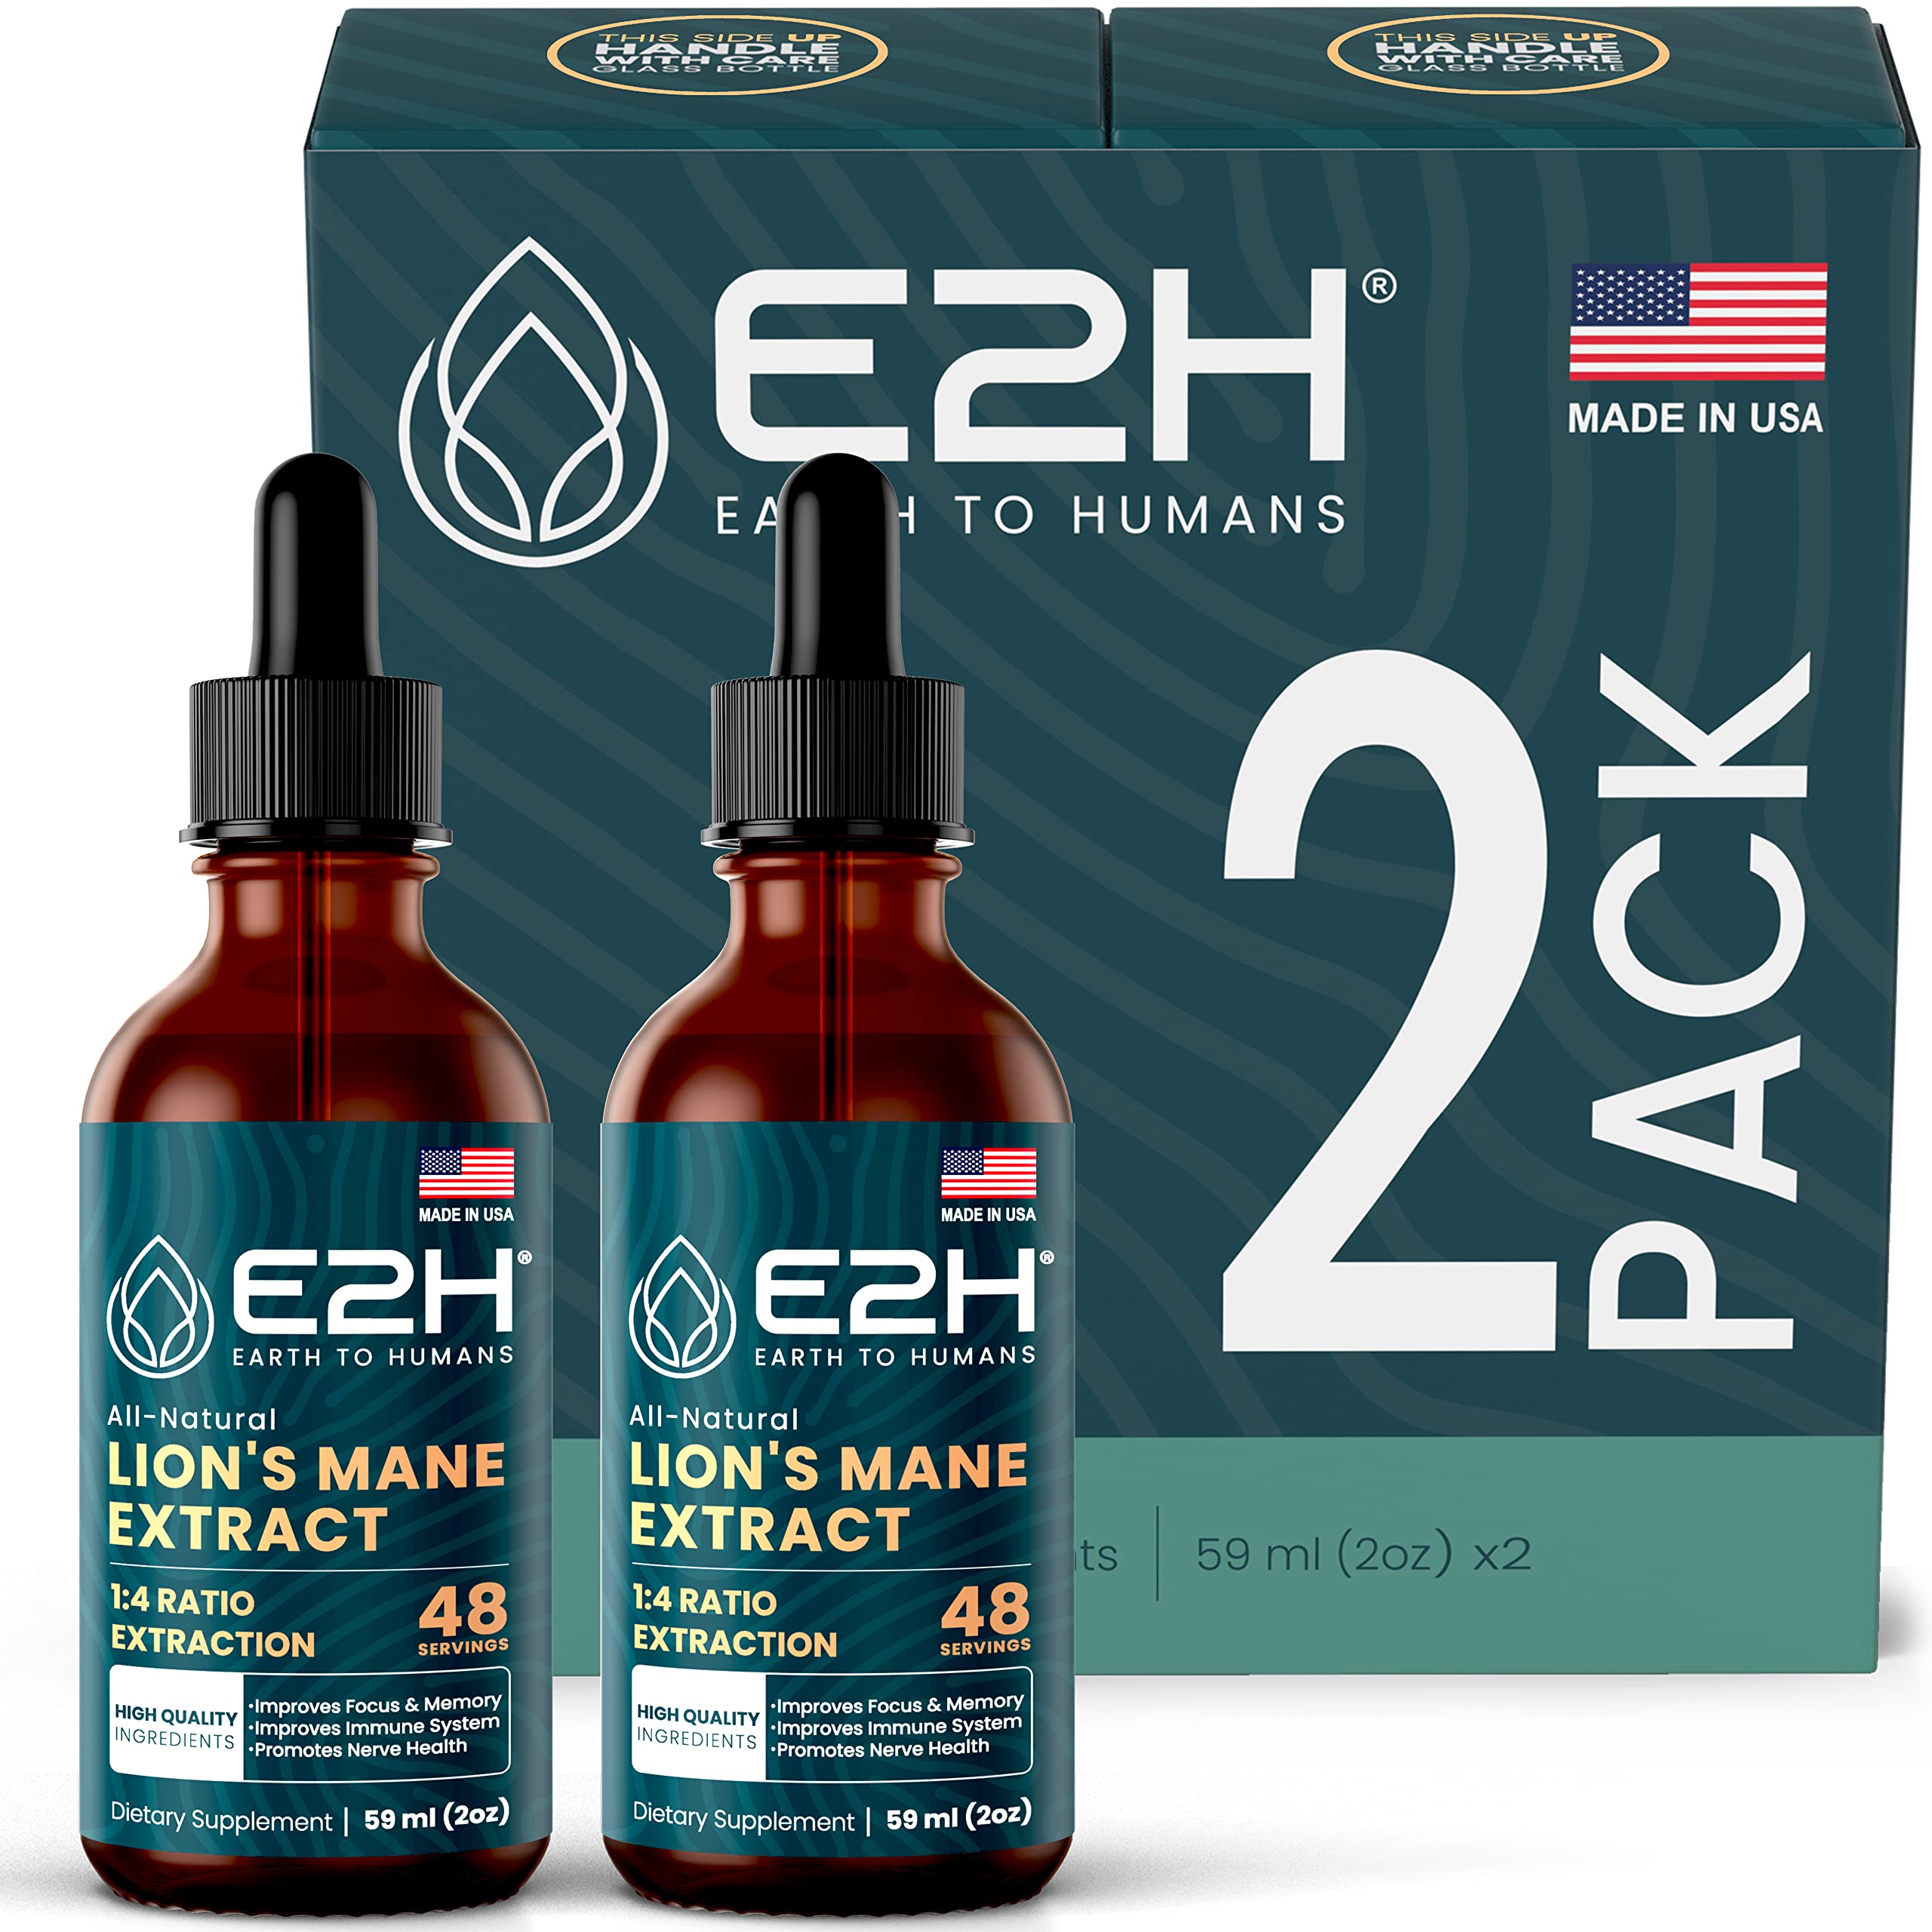 THIS SIDE UP
HANDLE
WITH CARE
GLASS BOTTLE
THIS SIDE UP
HANDLE
WITH CARE
GLASS BOTTLE
E2H®
TO HUMANS
MADE IN USA
2
PACK
59 ml (2oz) x2
MADE IN USA
E2H®
EARTH TO HUMANS
All-Natural
LION'S MANE
EXTRACT
1:4 RATIO
EXTRACTION
48
SERVINGS
HIGH QUALITY
INGREDIENTS
•Improves Focus & Memory
•Improves Immune System
•Promotes Nerve Health
Dietary Supplement | 59 ml (2oz)
MADE IN USA
E2H®
EARTH TO HUMANS
All-Natural
LION'S MANE
EXTRACT
1:4 RATIO
EXTRACTION
48
SERVINGS
HIGH QUALITY
INGREDIENTS
•Improves Focus & Memory
•Improves Immune System
•Promotes Nerve Health
Dietary Supplement | 59 ml (2oz)